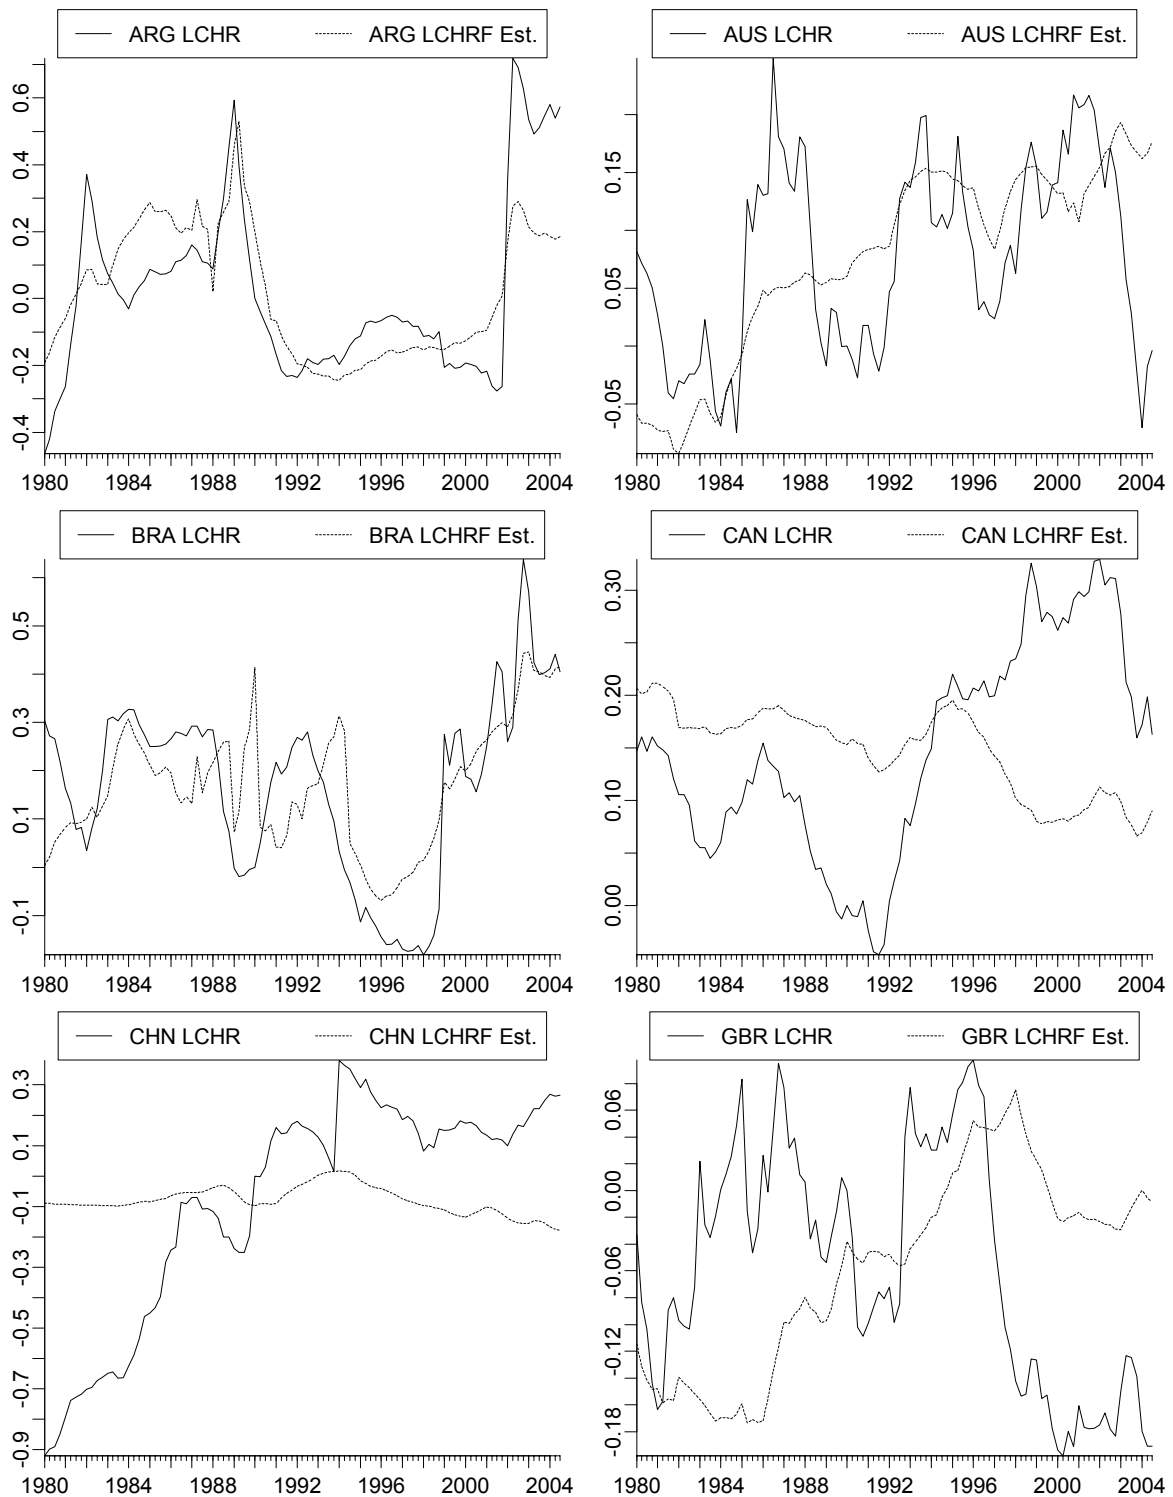 ARG LCHR ARG LCHRF Est.
0.6
0.4
0.2
0.0
-0.2
-0.4
1980 1984 1988 1992 1996 2000 2004
AUS LCHR AUS LCHRF Est.
0.15
0.05
-0.05
1980 1984 1988 1992 1996 2000 2004
BRA LCHR BRA LCHRF Est.
0.5
0.3
0.1
-0.1
1980 1984 1988 1992 1996 2000 2004
CAN LCHR CAN LCHRF Est.
0.30
0.20
0.10
0.00
1980 1984 1988 1992 1996 2000 2004
CHN LCHR CHN LCHRF Est.
0.3
0.1
-0.1
-0.3
-0.5
-0.7
-0.9
1980 1984 1988 1992 1996 2000 2004
GBR LCHR GBR LCHRF Est.
0.06
0.00
-0.06
-0.12
-0.18
1980 1984 1988 1992 1996 2000 2004